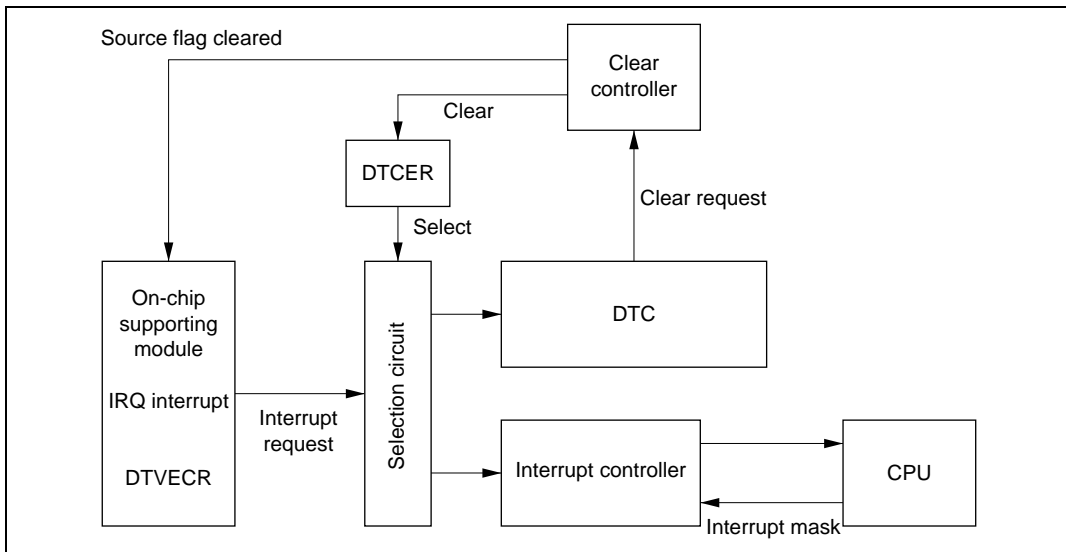 Source flag cleared
Clear
controller
Clear
DTCER
Clear request
Select
On-chip
supporting
module
DTC
Selection circuit
IRQ interrupt
Interrupt
request
Interrupt controller
CPU
DTVECR
Interrupt mask